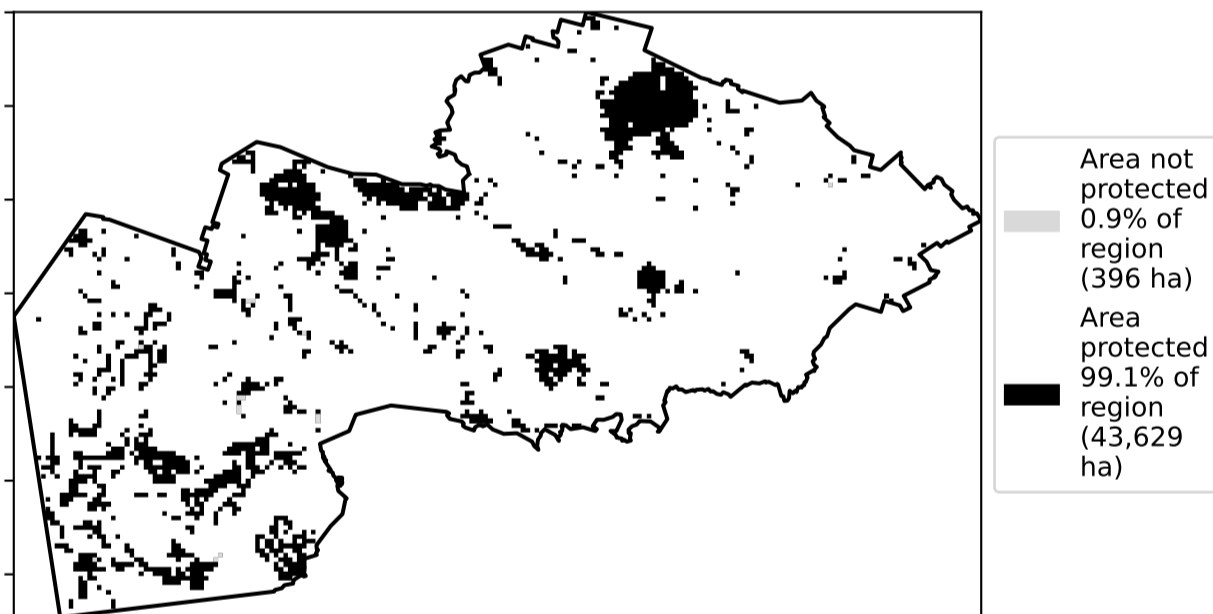 Area not
protected
0.9% of
region
(396 ha)
Area
protected
99.1% of
region
(43,629
ha)